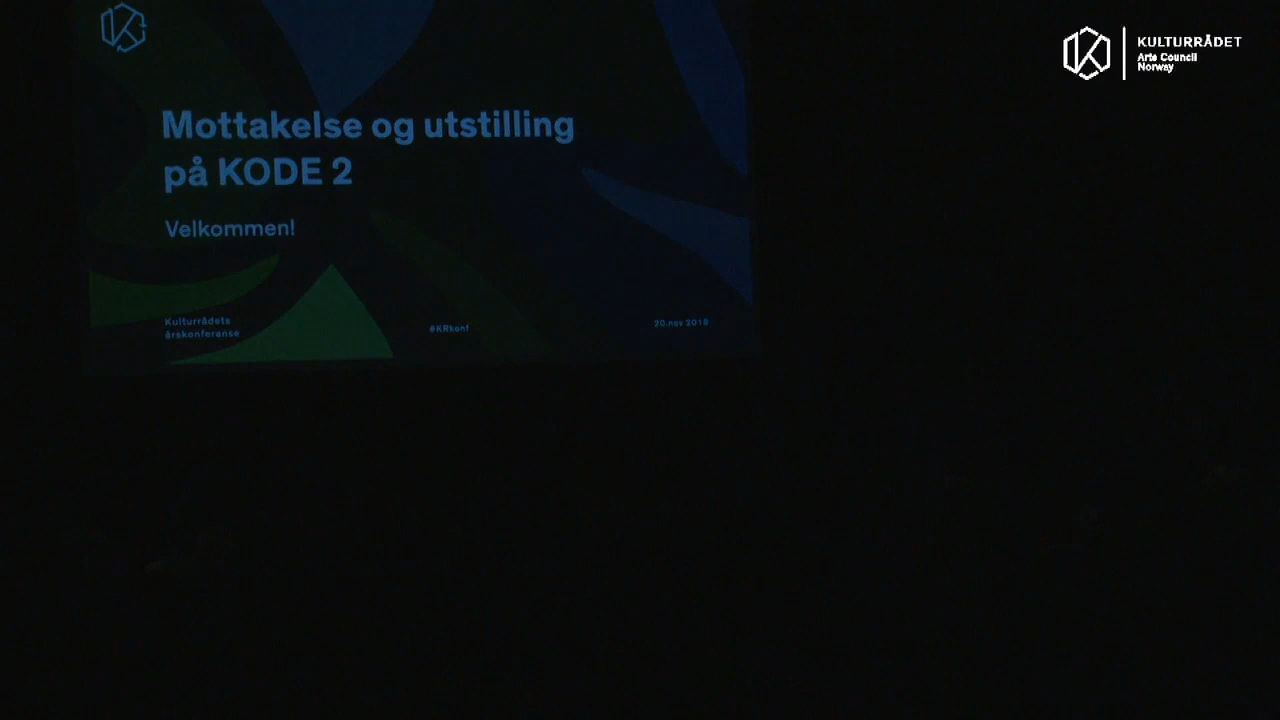 Mottakelse og utstilling
på KODE 2
Velkommen!
Kulturrådets
årskonferanse
#KRkonf
20.nov 2018
KULTURRÅDET
Arts Council
Norway